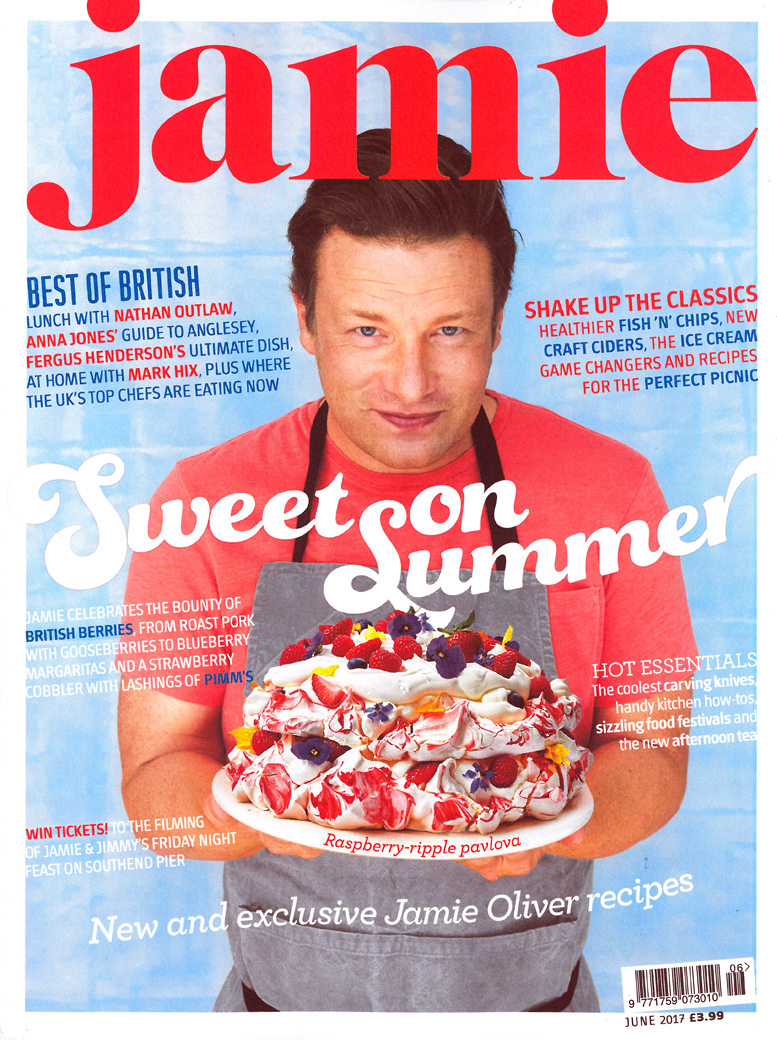 jamie
BEST OF BRITISH
LUNCH WITH NATHAN OUTLAW,
ANNA JONES' GUIDE TO ANGLESEY,
FERGUS HENDERSON'S ULTIMATE DISH,
AT HOME WITH MARK HIX, PLUS WHERE
THE UK'S TOP CHEFS ARE EATING NOW
SHAKE UP THE CLASSICS
HEALTHIER FISH 'N' CHIPS, NEW
CRAFT CIDERS, THE ICE CREAM
GAME CHANGERS AND RECIPES
FOR THE PERFECT PICNIC
Sweet on
Summer
JAMIE CELEBRATES THE BOUNTY OF
BRITISH BERRIES, FROM ROAST PORK
WITH GOOSEBERRIES TO BLUEBERRY
MARGARITAS AND A STRAWBERRY
COBBLER WITH LASHINGS OF PIMM'S
HOT ESSENTIALS
The coolest carving knives,
handy kitchen how-tos,
sizzling food festivals and
the new afternoon tea
WIN TICKETS! TO THE FILMING
OF JAMIE & JIMMY'S FRIDAY NIGHT
FEAST ON SOUTHEND PIER
Raspberry-ripple pavlova
New and exclusive Jamie Oliver recipes
06>
9 771759 073010
JUNE 2017 £3.99